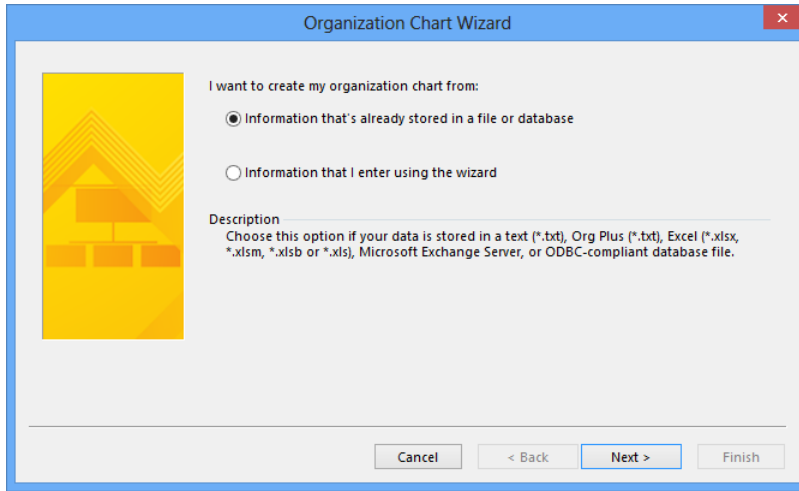 Organization Chart Wizard
I want to create my organization chart from:
Information that's already stored in a file or database
Information that I enter using the wizard
Description
Choose this option if your data is stored in a text (*.txt), Org Plus (*.txt), Excel (*.xlsx,
*.xlsm, *.xlsb or *.xls), Microsoft Exchange Server, or ODBC-compliant database file.
Cancel < Back Next > Finish